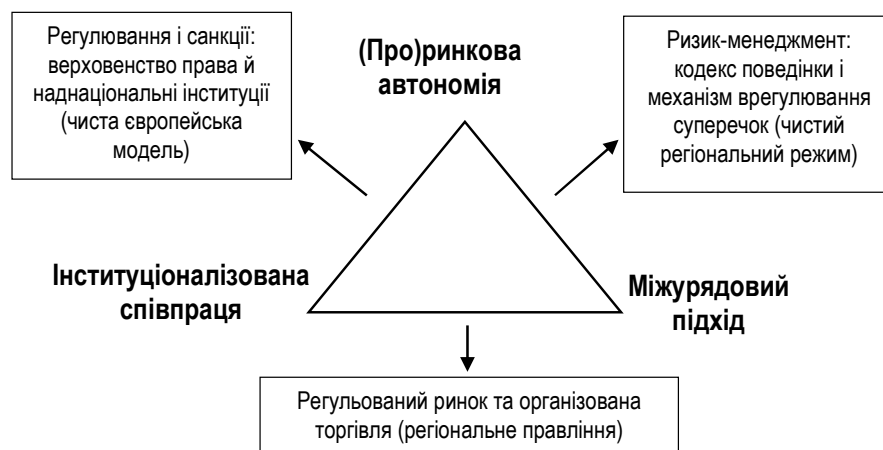 Регулювання і санкції:
верховенство права й
наднаціональні інституції
(чиста європейська
модель)
(Про)ринкова
автономія
Ризик-менеджмент:
кодекс поведінки і
механізм врегулювання
суперечок (чистий
регіональний режим)
Інституціоналізована
співпраця
Міжурядовий
підхід
Регульований ринок та організована
торгівля (регіональне правління)